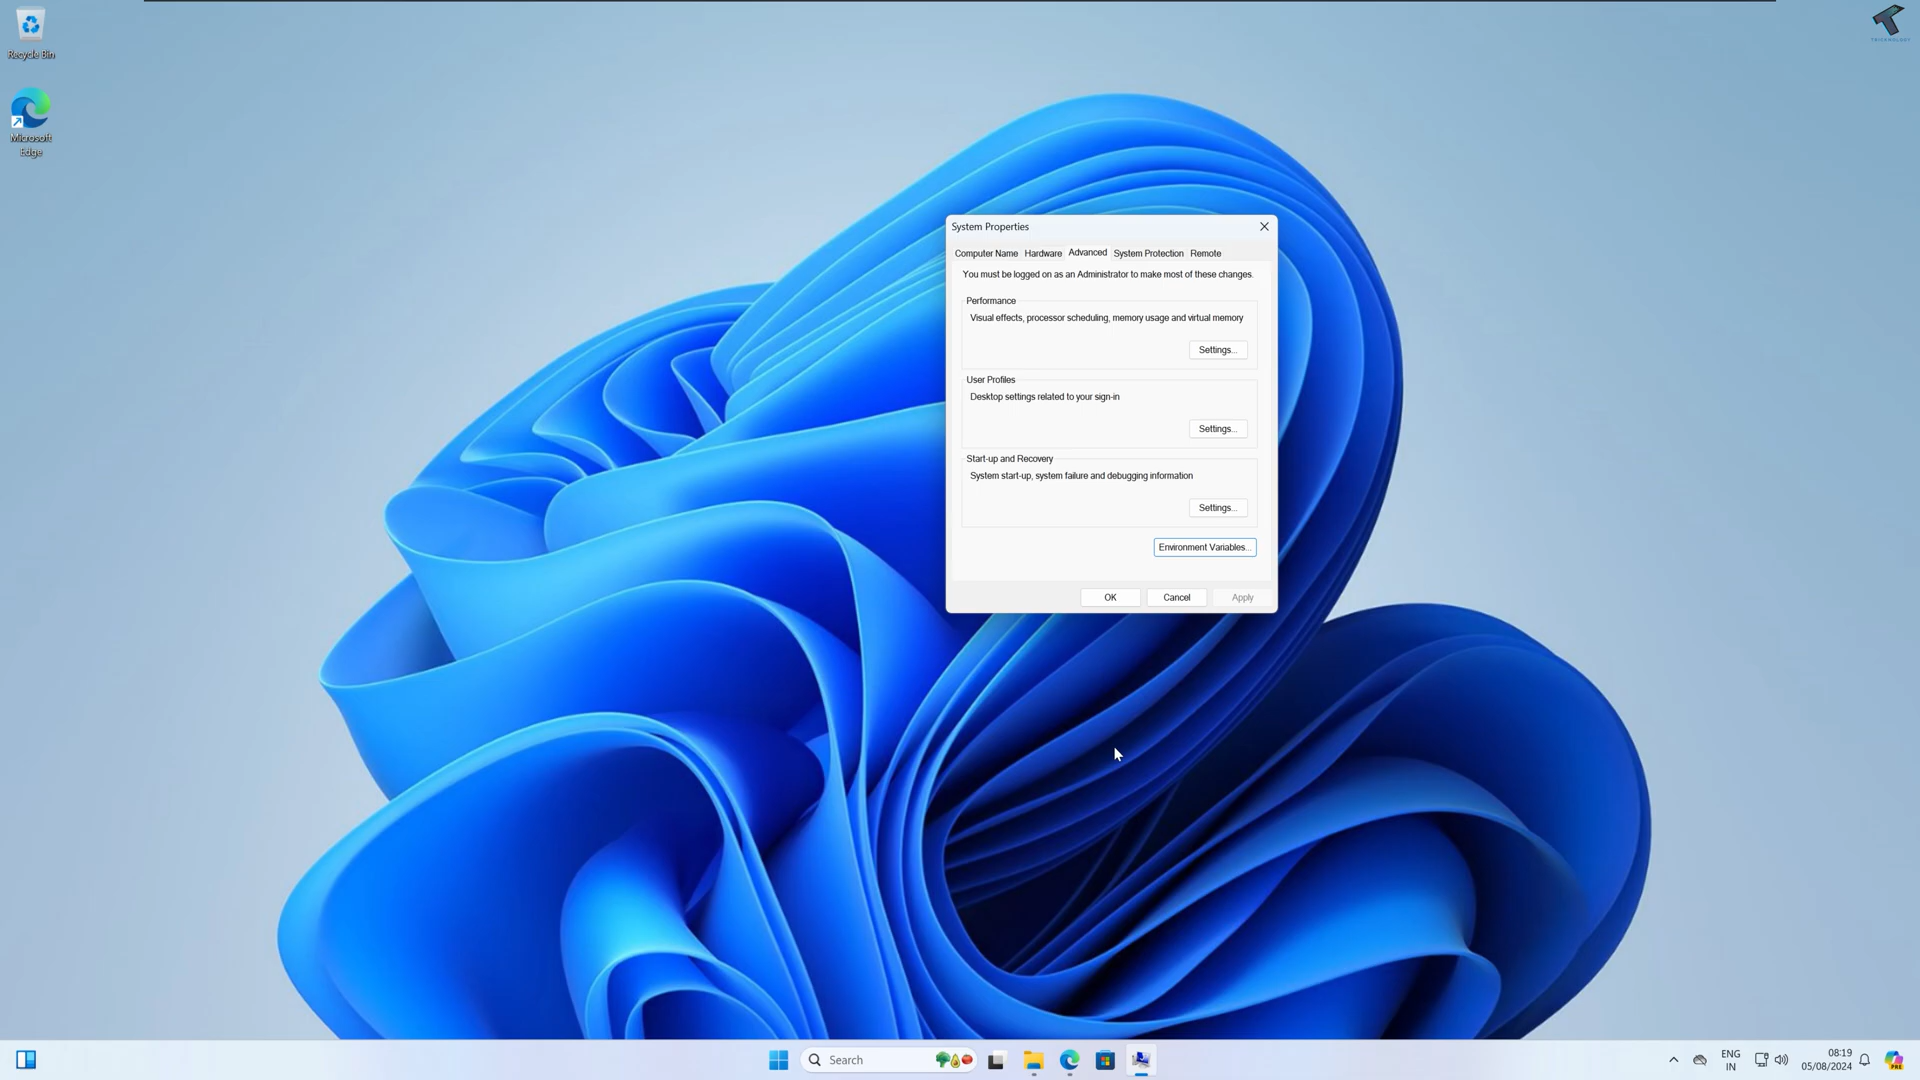 Recycle Bin
Microsoft
Edge
TRICKNOLOGY
System Properties
Computer Name Hardware Advanced System Protection Remote
You must be logged on as an Administrator to make most of these changes.
Performance
Visual effects, processor scheduling, memory usage and virtual memory
Settings...
User Profiles
Desktop settings related to your sign-in
Settings...
Start-up and Recovery
System start-up, system failure and debugging information
Settings...
Environment Variables...
OK Cancel Apply
Search
ENG
IN
08:19
05/08/2024
PRE